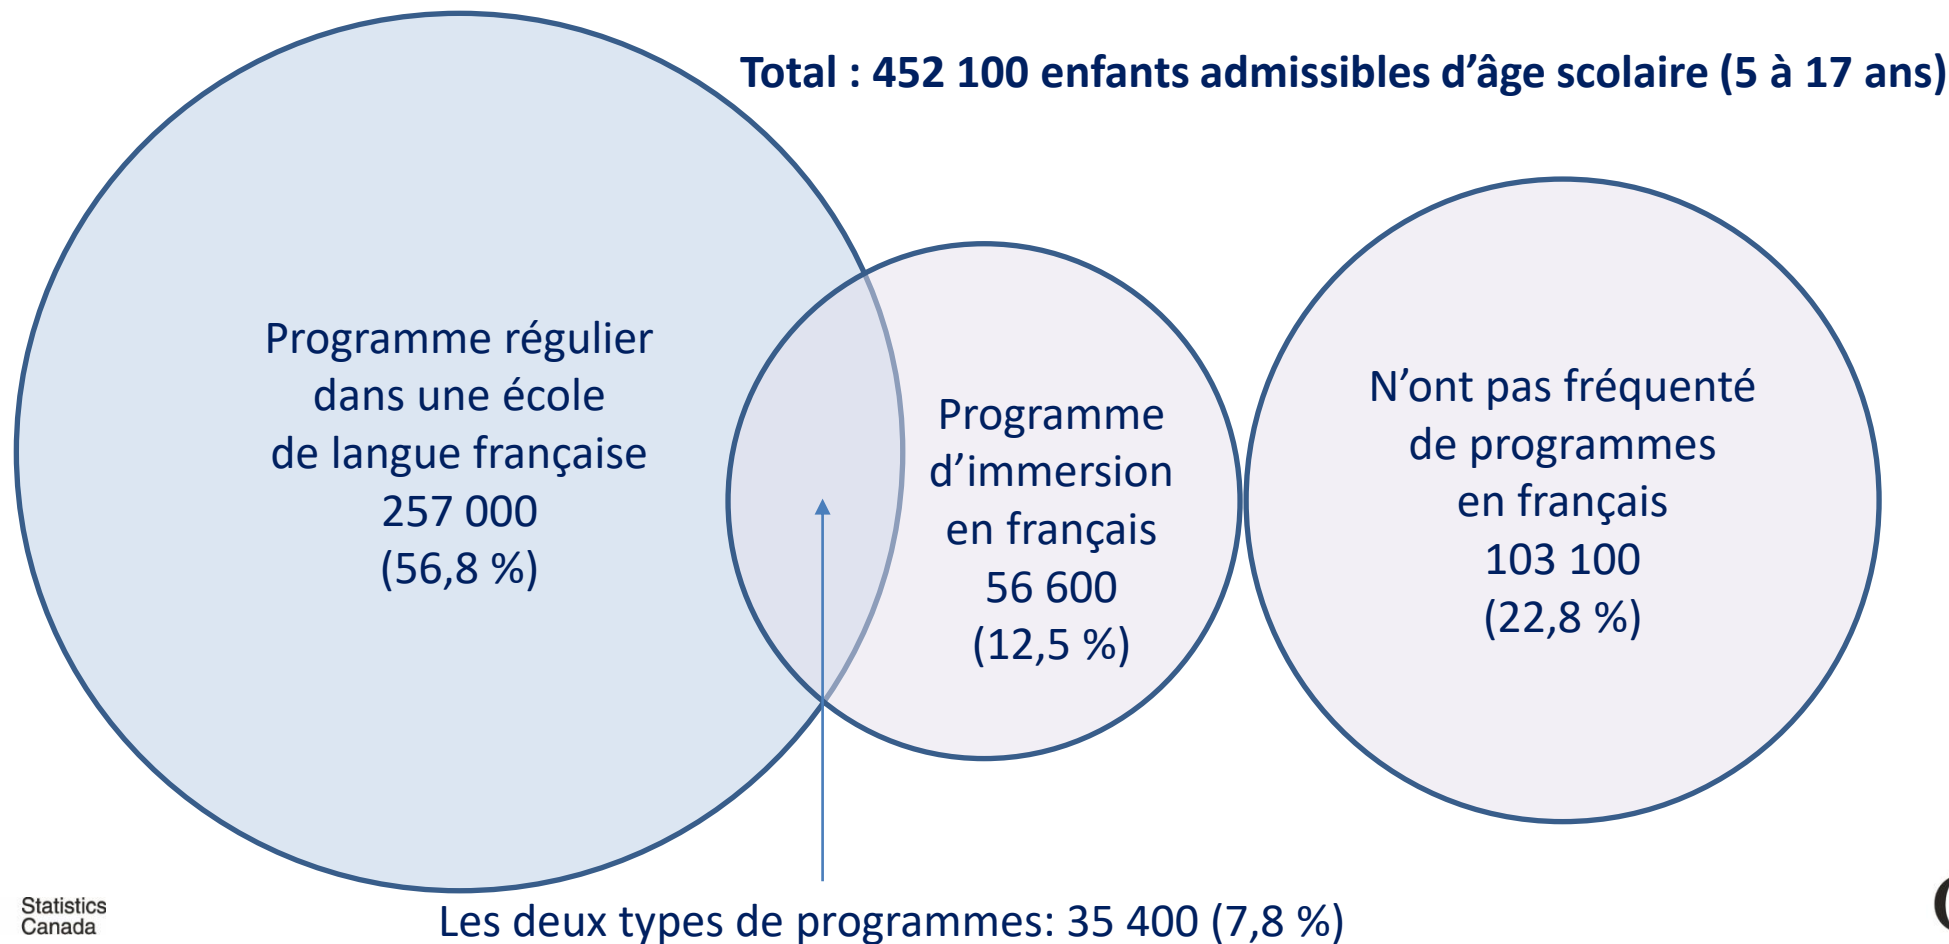 Total : 452 100 enfants admissibles d’âge scolaire (5 à 17 ans)
Programme régulier
dans une école
de langue française
257 000
(56,8 %)
Programme
d’immersion
en français
56 600
(12,5 %)
N’ont pas fréquenté
de programmes
en français
103 100
(22,8 %)
Les deux types de programmes: 35 400 (7,8 %)
Statistics
Canada